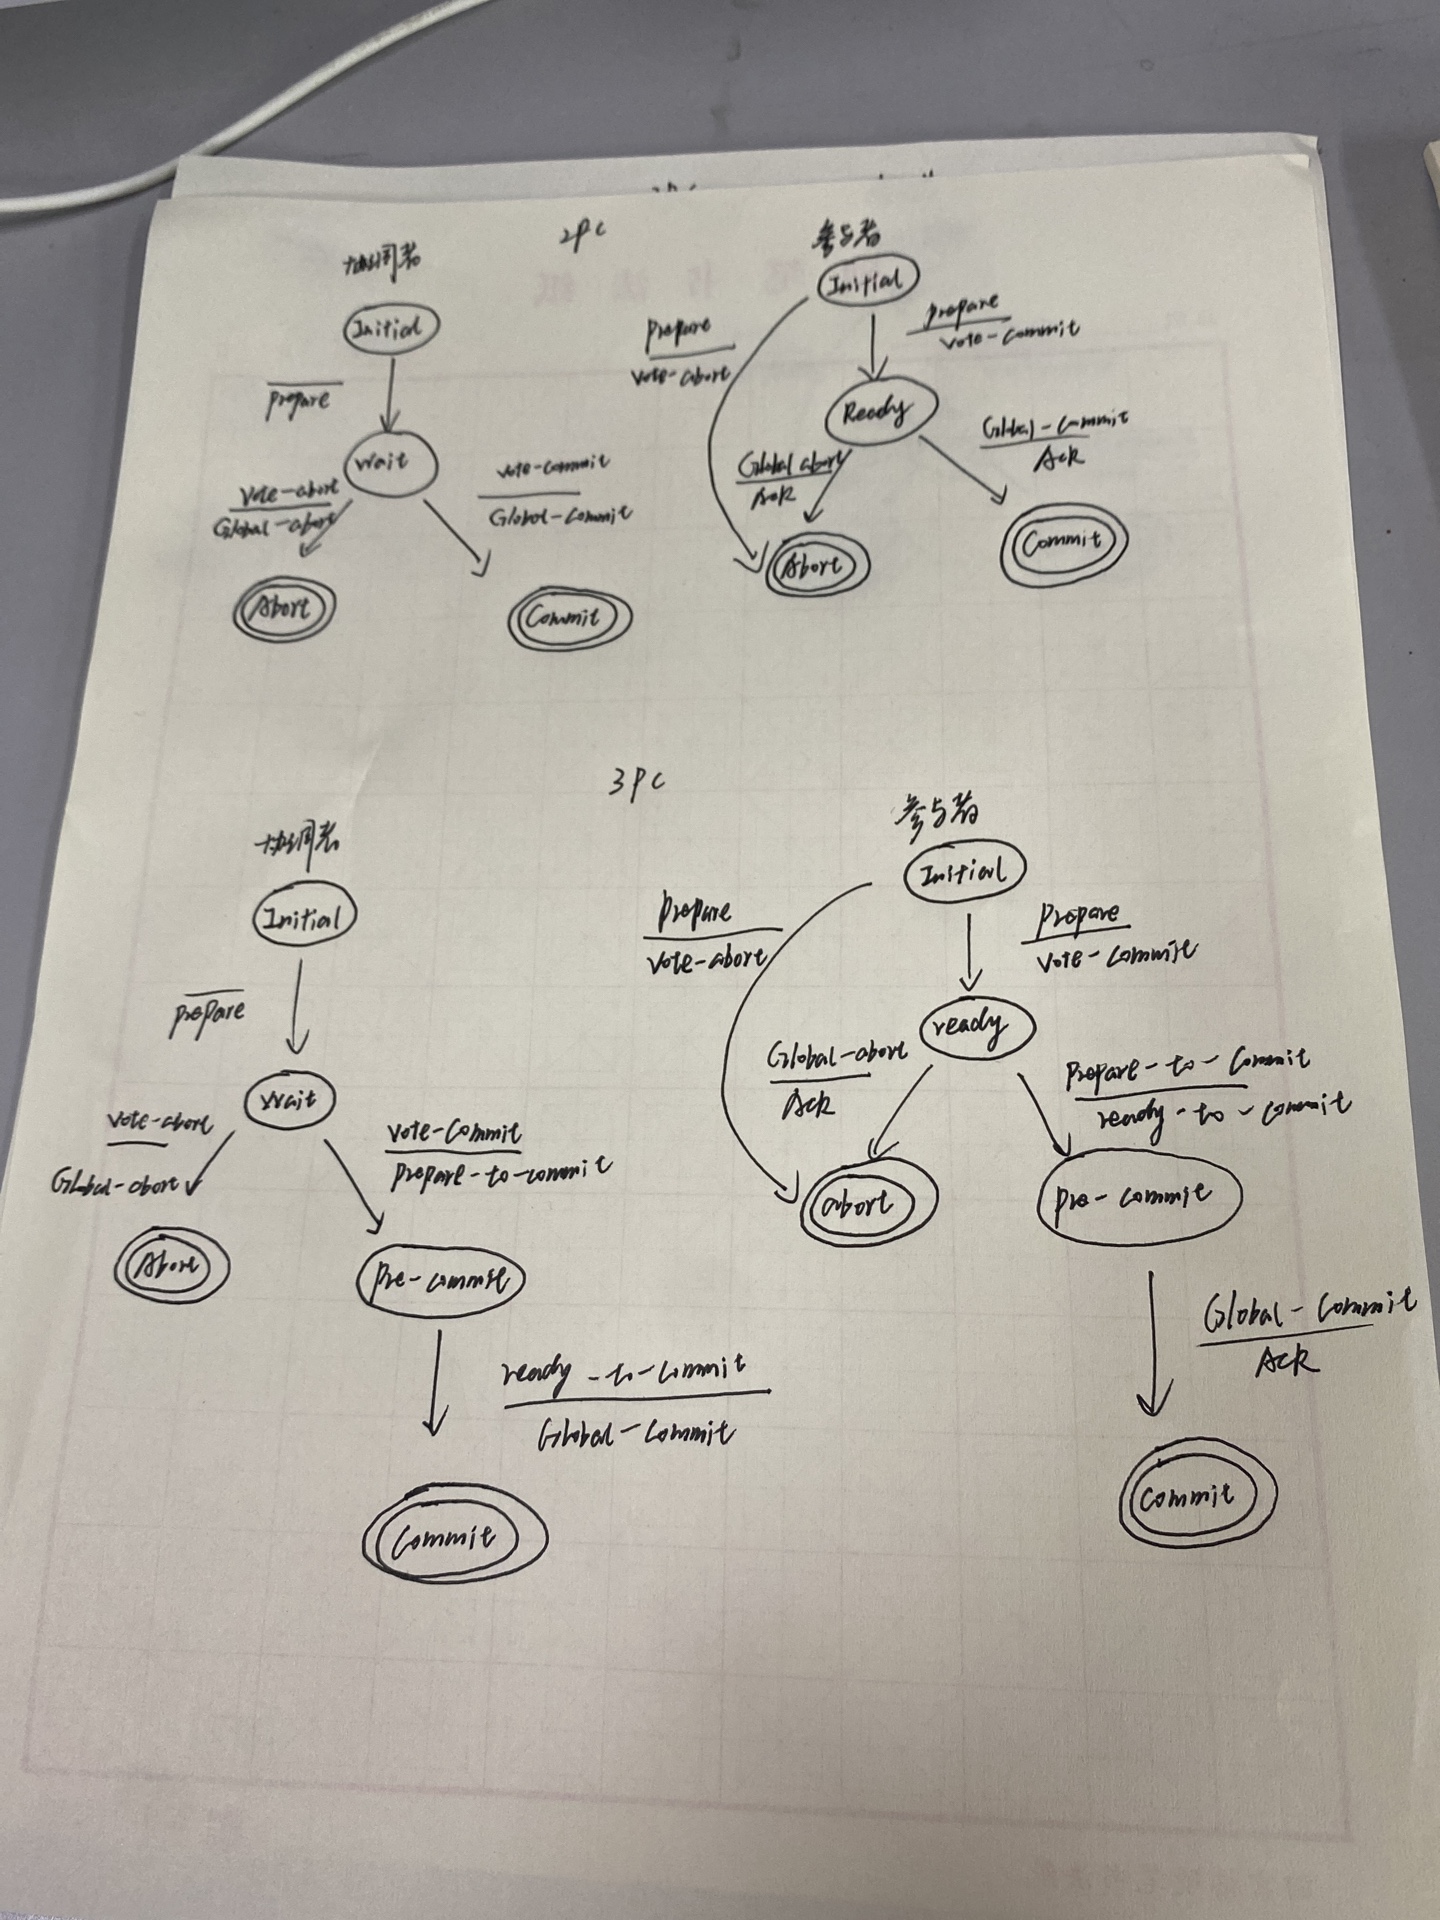 2PC
协调者
Initial
prepare
Wait
Vote-abort
Global-abort
vote-commit
Global-commit
Abort
Commit
参与者
Initial
prepare
vote-abort
prepare
vote-commit
Ready
Global abort
Ack
Global-commit
Ack
Abort
Commit
3PC
协调者
Initial
prepare
Wait
Vote-abort
Global-abort
Vote-Commit
prepare-to-commit
Abort
pre-commit
ready-to-commit
Global-Commit
Commit
参与者
Initial
prepare
vote-abort
prepare
vote-commit
ready
Global-abort
Ack
Prepare-to-Commit
ready-to-commit
abort
pre-commit
Global-Commit
Ack
Commit